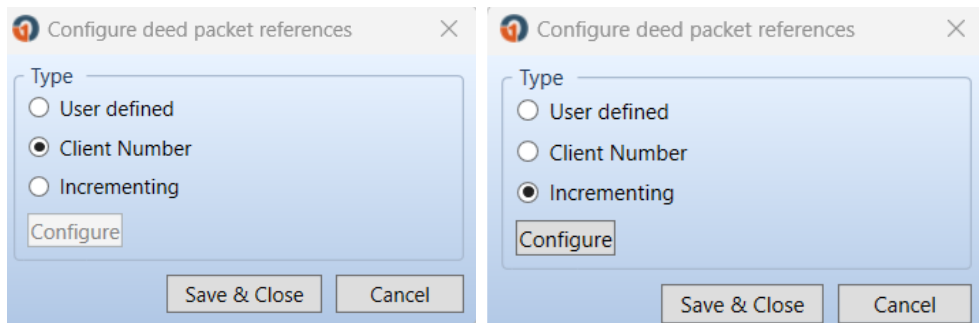 Configure deed packet references
Type
User defined
Client Number
Incrementing
Configure
Save & Close Cancel
Configure deed packet references
Type
User defined
Client Number
Incrementing
Configure
Save & Close Cancel